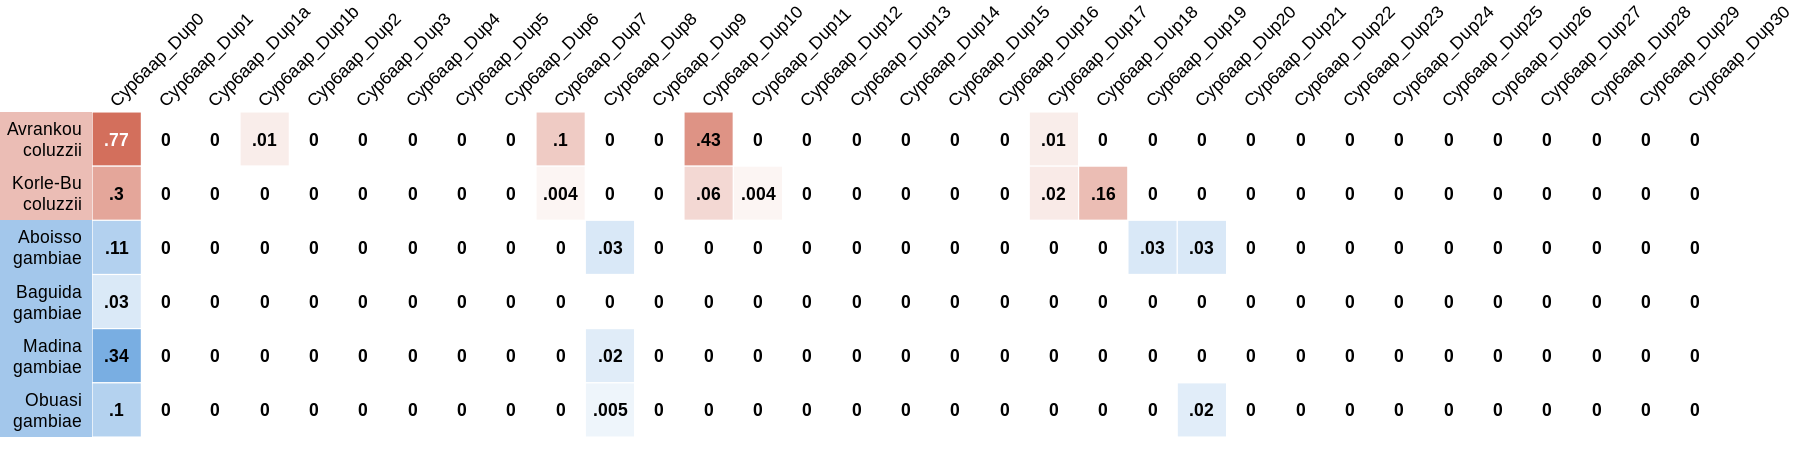 Cyp6aap_Dup0
Cyp6aap_Dup1
Cyp6aap_Dup1a
Cyp6aap_Dup1b
Cyp6aap_Dup2
Cyp6aap_Dup3
Cyp6aap_Dup4
Cyp6aap_Dup5
Cyp6aap_Dup6
Cyp6aap_Dup7
Cyp6aap_Dup8
Cyp6aap_Dup9
Cyp6aap_Dup10
Cyp6aap_Dup11
Cyp6aap_Dup12
Cyp6aap_Dup13
Cyp6aap_Dup14
Cyp6aap_Dup15
Cyp6aap_Dup16
Cyp6aap_Dup17
Cyp6aap_Dup18
Cyp6aap_Dup19
Cyp6aap_Dup20
Cyp6aap_Dup21
Cyp6aap_Dup22
Cyp6aap_Dup23
Cyp6aap_Dup24
Cyp6aap_Dup25
Cyp6aap_Dup26
Cyp6aap_Dup27
Cyp6aap_Dup28
Cyp6aap_Dup29
Cyp6aap_Dup30
Avrankou
coluzzii
.77 0 0 .01 0 0 0 0 0 .1 0 0 .43 0 0 0 0 0 0 .01 0 0 0 0 0 0 0 0 0 0 0 0 0
Korle-Bu
coluzzii
.3 0 0 0 0 0 0 0 0 .004 0 0 .06 .004 0 0 0 0 0 .02 .16 0 0 0 0 0 0 0 0 0 0 0 0
Aboisso
gambiae
.11 0 0 0 0 0 0 0 0 0 .03 0 0 0 0 0 0 0 0 0 0 .03 .03 0 0 0 0 0 0 0 0 0 0
Baguida
gambiae
.03 0 0 0 0 0 0 0 0 0 0 0 0 0 0 0 0 0 0 0 0 0 0 0 0 0 0 0 0 0 0 0 0
Madina
gambiae
.34 0 0 0 0 0 0 0 0 0 .02 0 0 0 0 0 0 0 0 0 0 0 0 0 0 0 0 0 0 0 0 0 0
Obuasi
gambiae
.1 0 0 0 0 0 0 0 0 0 .005 0 0 0 0 0 0 0 0 0 0 0 .02 0 0 0 0 0 0 0 0 0 0